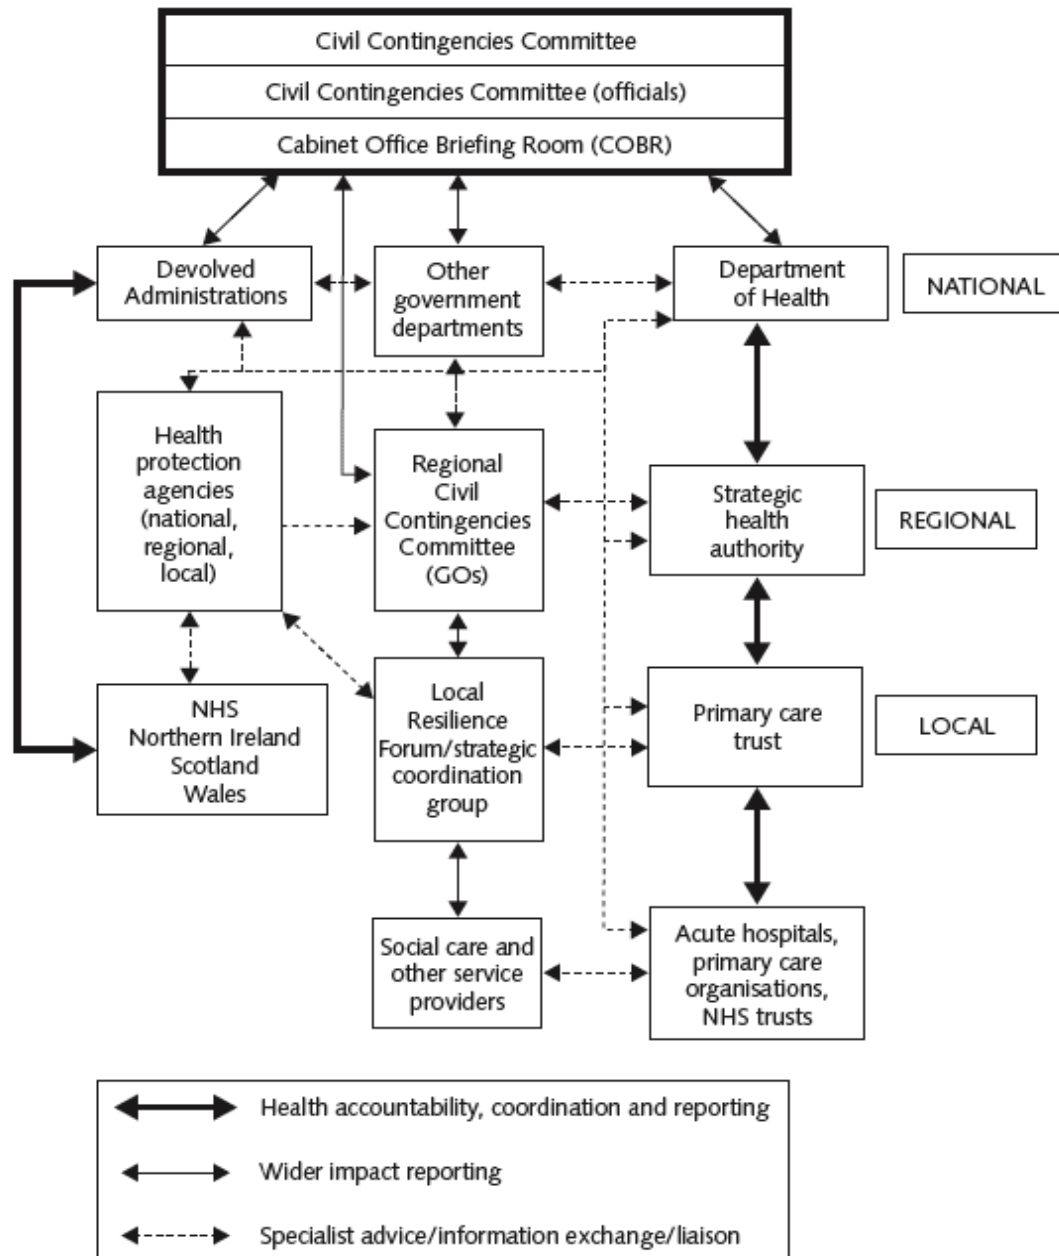 Civil Contingencies Committee
Civil Contingencies Committee (officials)
Cabinet Office Briefing Room (COBR)
Devolved
Administrations
Other
government
departments
Department
of Health
NATIONAL
Health
protection
agencies
(national,
regional,
local)
Regional
Civil
Contingencies
Committee
(GOs)
Strategic
health
authority
REGIONAL
NHS
Northern Ireland
Scotland
Wales
Local
Resilience
Forum/strategic
coordination
group
Primary care
trust
LOCAL
Social care and
other service
providers
Acute hospitals,
primary care
organisations,
NHS trusts
Health accountability, coordination and reporting
Wider impact reporting
Specialist advice/information exchange/liaison